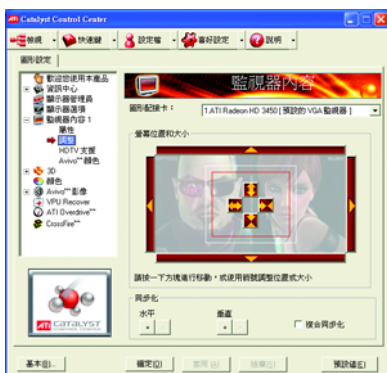 Catalyst Control Center
檢視 快速鍵 設定檔 喜好設定 說明
圖形設定
歡迎您使用本產品
資訊中心
顯示器管理員
顯示器選項
監視器內容 1
屬性
調整
HDTV 支援
Avivo™ 顏色
3D
顏色
Avivo™ 影像
VPU Recover
ATI Overdrive™
CrossFire™
ATI CATALYST
監視器內容
圖形配接卡：
1.ATI Radeon HD 3450 [ 預設的 VGA 監視器 ]
螢幕位置和大小
請按一下方塊進行移動，或使用箭號調整位置或大小
同步化
水平 垂直
+ - + -
複合同步化
基本(B)... 確定(O) 套用(A) 預設值(E)